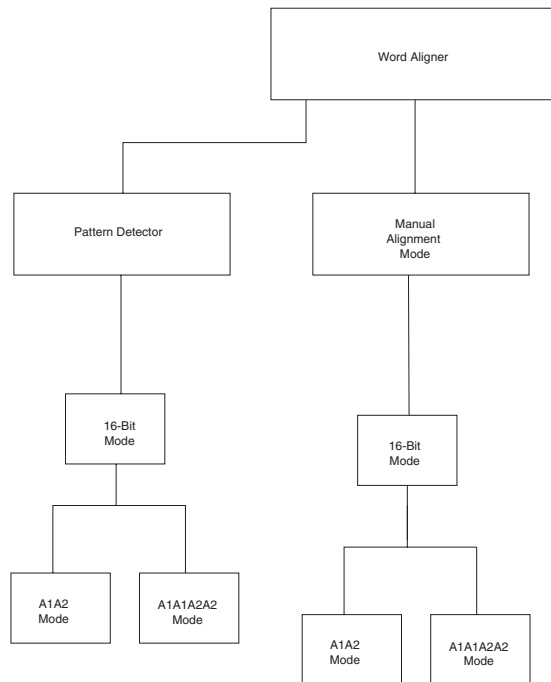 Word Aligner
Pattern Detector
Manual
Alignment
Mode
16-Bit
Mode
16-Bit
Mode
A1A2
Mode
A1A1A2A2
Mode
A1A2
Mode
A1A1A2A2
Mode